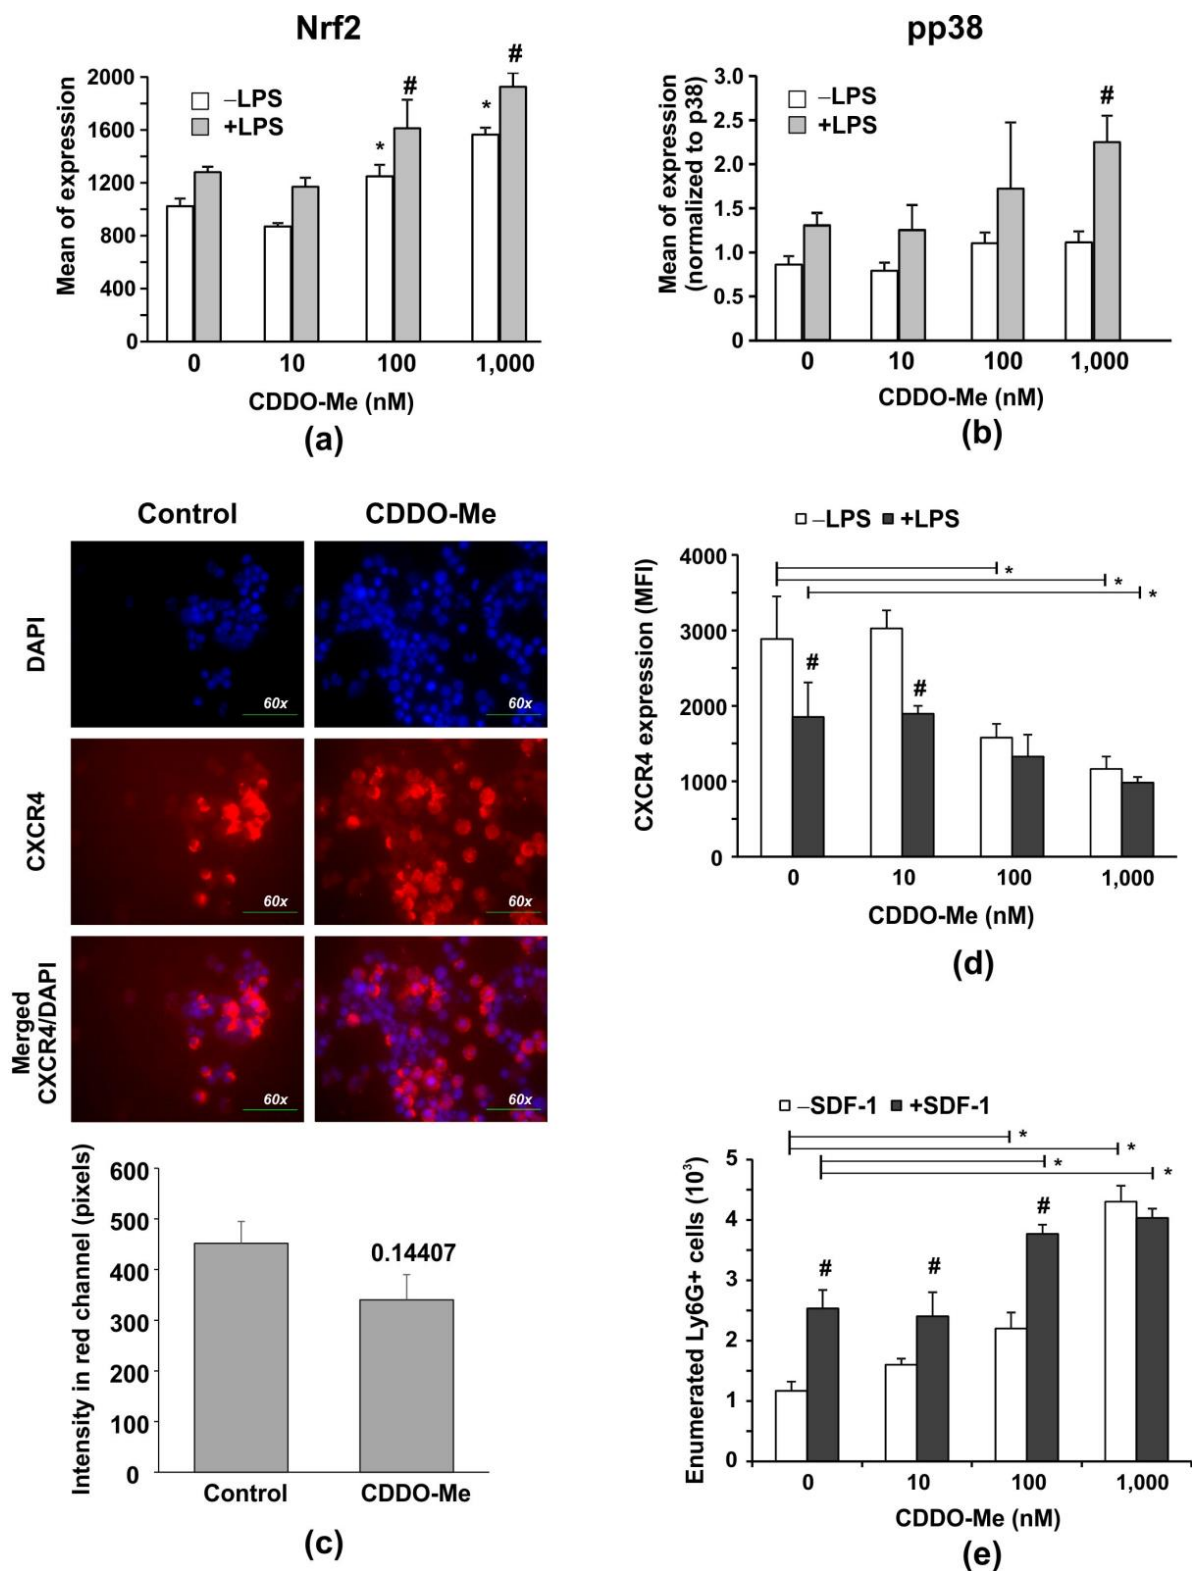 Nrf2
#
#
*
*
–LPS
+LPS
2000
1600
1200
800
400
0
Mean of expression
0 10 100 1,000
CDDO-Me (nM)
(a)
pp38
#
–LPS
+LPS
3.0
2.5
2.0
1.5
1.0
0.5
0
Mean of expression
(normalized to p38)
0 10 100 1,000
CDDO-Me (nM)
(b)
Control CDDO-Me
DAPI
60x 60x
CXCR4
60x 60x
Merged
CXCR4/DAPI
60x 60x
600
500
400
300
200
100
0
Intensity in red channel (pixels)
0.14407
Control CDDO-Me
(c)
–LPS +LPS
4000
3000
2000
1000
0
CXCR4 expression (MFI)
*
*
*
#
#
0 10 100 1,000
CDDO-Me (nM)
(d)
–SDF-1 +SDF-1
*
*
*
*
5
4
3
2
1
0
Enumerated Ly6G+ cells (10³)
#
#
#
0 10 100 1,000
CDDO-Me (nM)
(e)